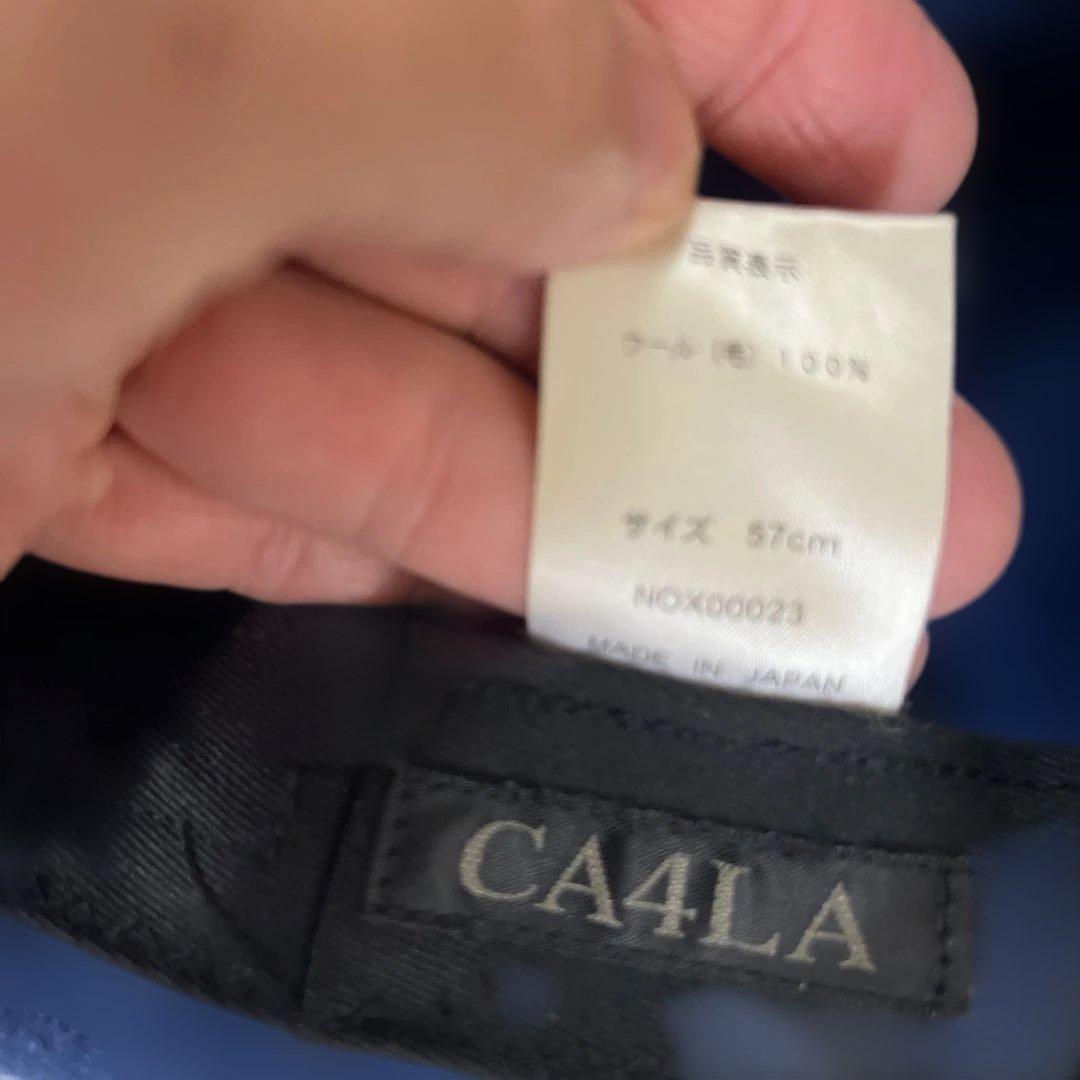 品質表示
ウール (毛) 100%
サイズ 57cm
NOX00023
MADE IN JAPAN
CA4LA